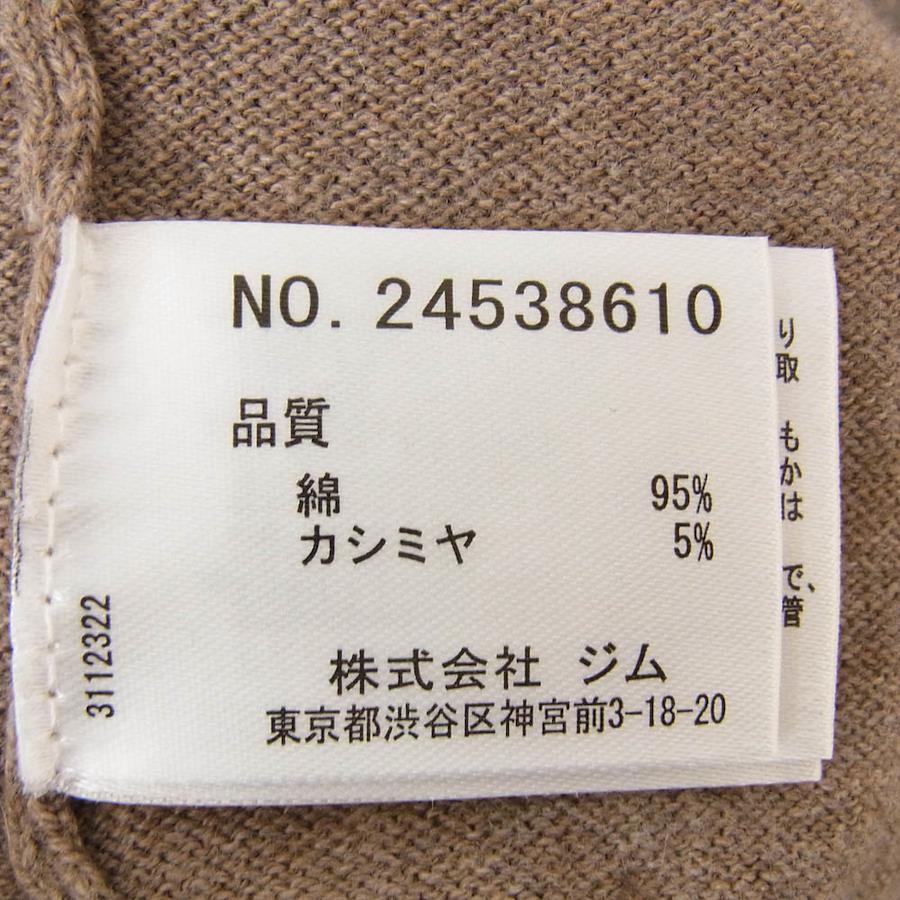 NO. 24538610
品質
綿 95%
カシミヤ 5%
株式会社 ジム
東京都渋谷区神宮前3-18-20
3112322
り取
もかは
で、
管